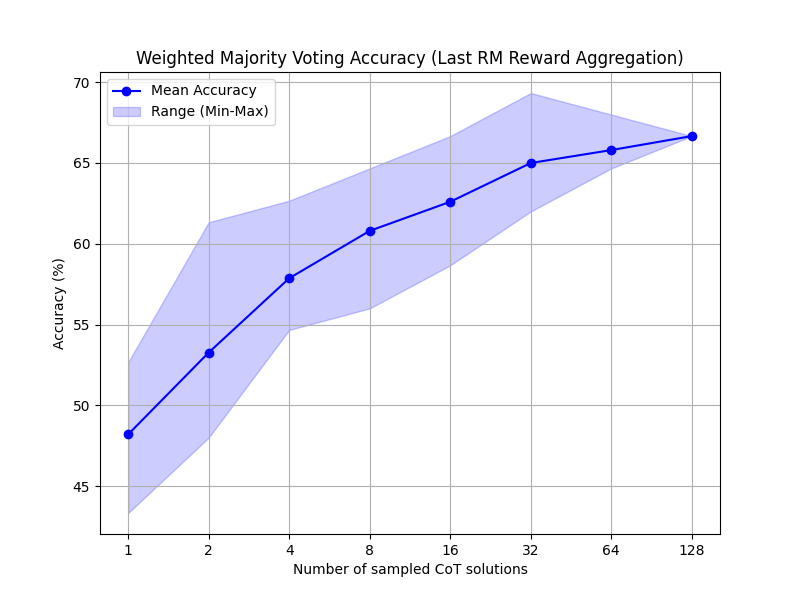 Weighted Majority Voting Accuracy (Last RM Reward Aggregation)
Mean Accuracy
Range (Min-Max)
Accuracy (%)
70
65
60
55
50
45
1 2 4 8 16 32 64 128
Number of sampled CoT solutions